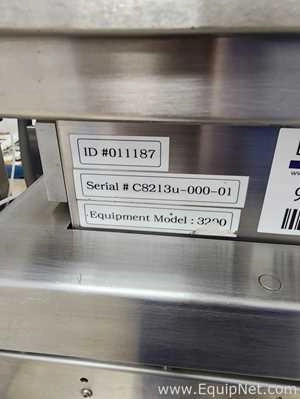 ID #011187
Serial # C8213u-000-01
Equipment Model : 3200
www.EquipNet.com